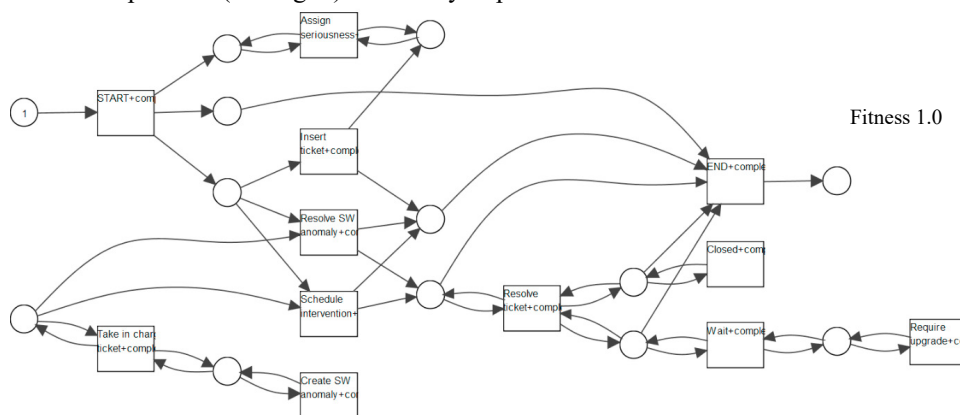 Assign
seriousness+
1
START+com
Fitness 1.0
Insert
ticket+compl
END+comple
Resolve SW
anomaly+co
Closed+com
Schedule
intervention+
Resolve
ticket+compl
Take in char
ticket+compl
Wait+comple
Require
upgrade+c
Create SW
anomaly+co